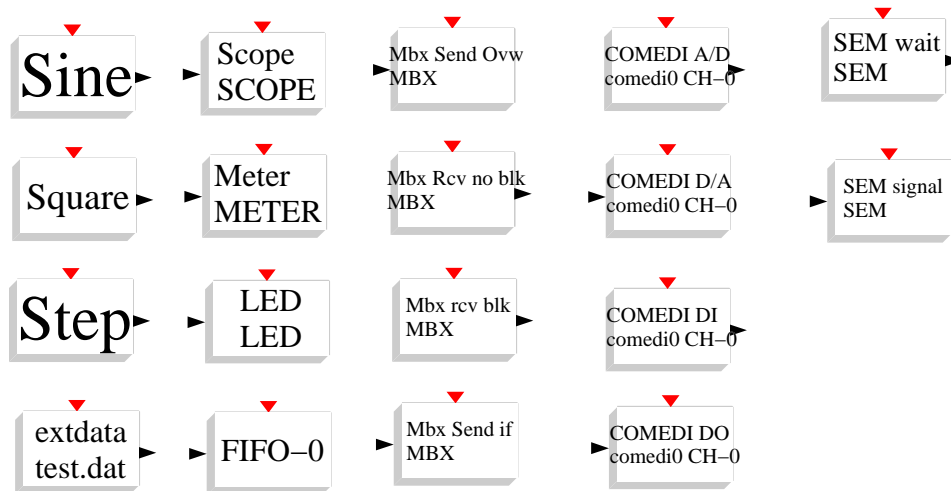 Sine
Scope
SCOPE
Mbx Send Ovw
MBX
COMEDI A/D
comedi0 CH−0
SEM wait
SEM
Square
Meter
METER
Mbx Rcv no blk
MBX
COMEDI D/A
comedi0 CH−0
SEM signal
SEM
Step
LED
LED
Mbx rcv blk
MBX
COMEDI DI
comedi0 CH−0
extdata
test.dat
FIFO−0
Mbx Send if
MBX
COMEDI DO
comedi0 CH−0